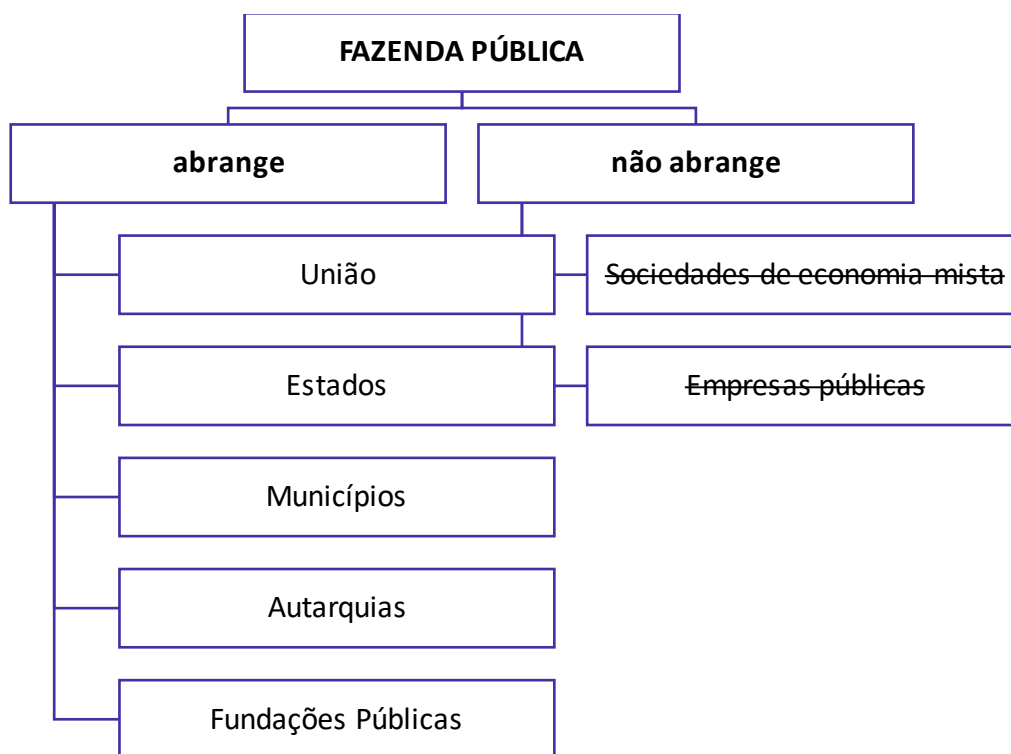 FAZENDA PÚBLICA
abrange
não abrange
União
Sociedades de economia mista
Estados
Empresas públicas
Municípios
Autarquias
Fundações Públicas